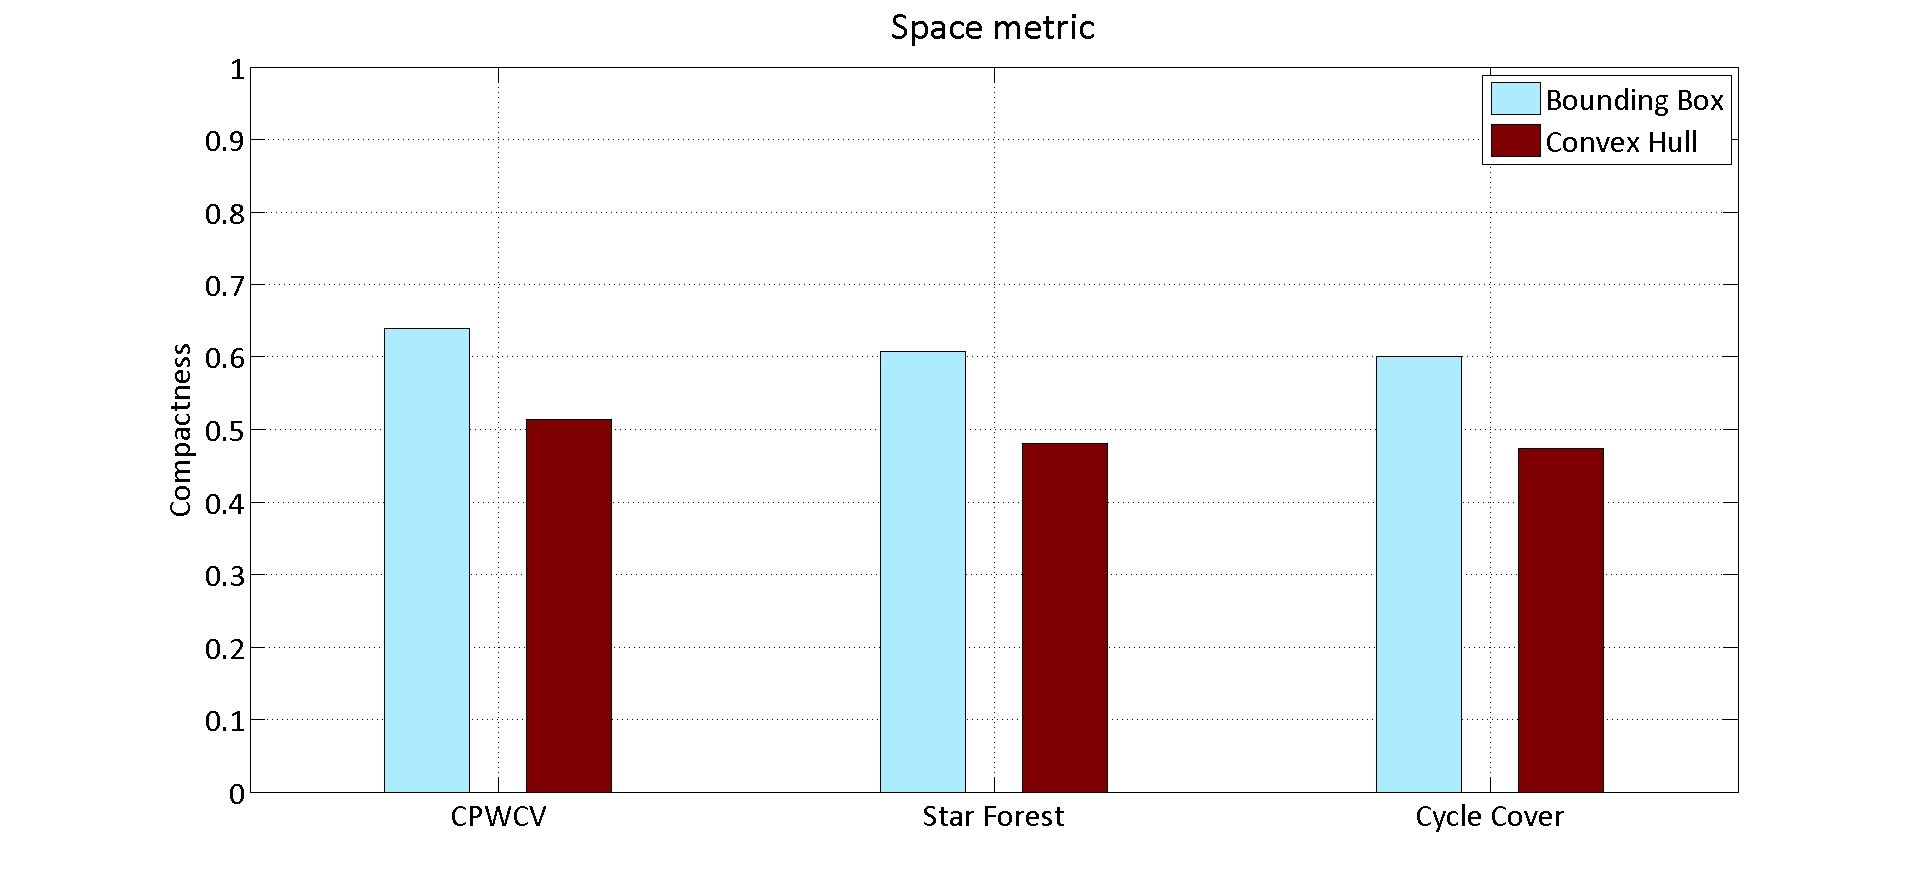 Space metric
Bounding Box
Convex Hull
Compactness
1
0.9
0.8
0.7
0.6
0.5
0.4
0.3
0.2
0.1
0
CPWCV
Star Forest
Cycle Cover